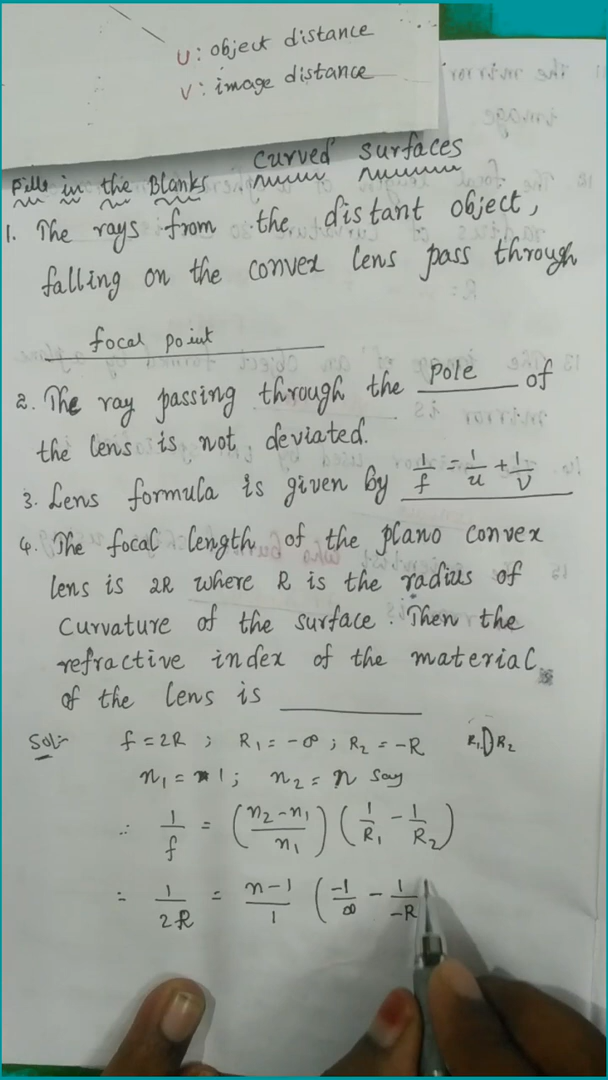 u: object distance
v: image distance
curved surfaces
Fills in the Blanks
1. The rays from the distant object,
falling on the convex lens pass through
focal point
2. The ray passing through the Pole of
the lens is not deviated.
3. Lens formula is given by 1/f = 1/u + 1/v
4. The focal length of the plano convex
lens is 2R where R is the radius of
Curvature of the surface. Then the
refractive index of the material
of the lens is
Sol:- f = 2R ; R₁ = -∞ ; R₂ = -R R₁ R₂
n₁ = 1; n₂ = n say
∴ 1/f = (n₂-n₁/n₁) (1/R₁ - 1/R₂)
= 1/2R = n-1/1 (-1/∞ - 1/-R